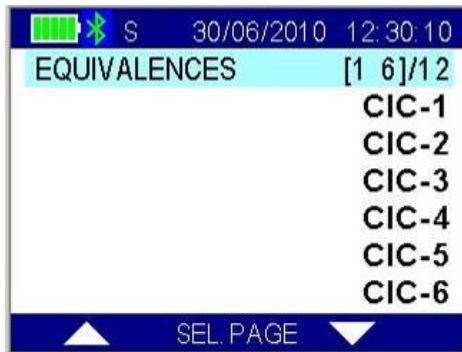 S 30/06/2010 12:30:10
EQUIVALENCES [1 6]/12
CIC-1
CIC-2
CIC-3
CIC-4
CIC-5
CIC-6
SEL. PAGE